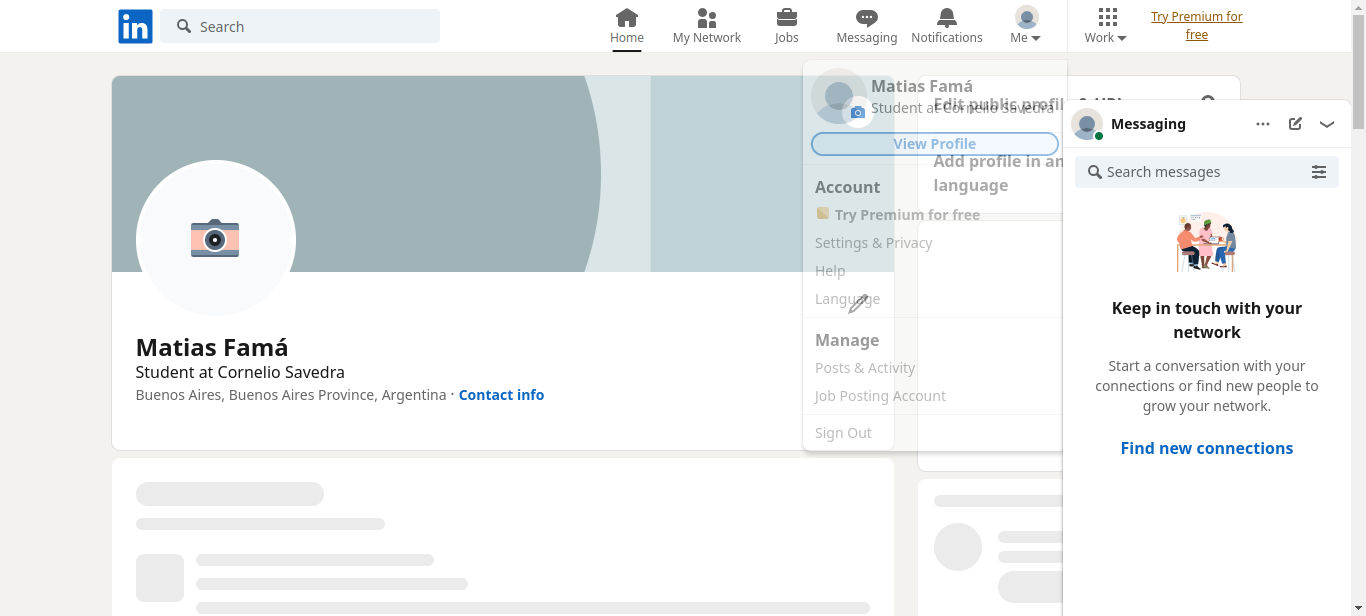 in
Search
Home
My Network
Jobs
Messaging
Notifications
Me
Work
Try Premium for
free
Matias Famá
Student at Cornelio Savedra
View Profile
Account
Try Premium for free
Settings & Privacy
Help
Language
Manage
Posts & Activity
Job Posting Account
Sign Out
Edit public profil
Add profile in an
language
Matias Famá
Student at Cornelio Savedra
Buenos Aires, Buenos Aires Province, Argentina · Contact info
Messaging
Search messages
Keep in touch with your
network
Start a conversation with your
connections or find new people to
grow your network.
Find new connections